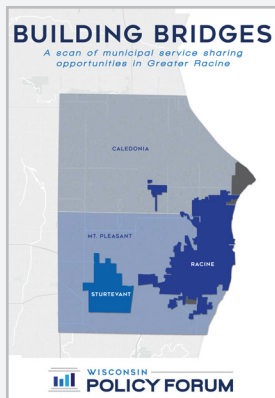 BUILDING BRIDGES
A scan of municipal service sharing
opportunities in Greater Racine
CALEDONIA
MT. PLEASANT
RACINE
STURTEVANT
WISCONSIN
POLICY FORUM